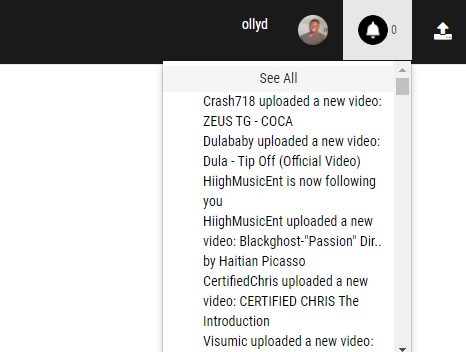 ollyd
0
See All
Crash718 uploaded a new video:
ZEUS TG - COCA
Dulababy uploaded a new video:
Dula - Tip Off (Official Video)
HiighMusicEnt is now following
you
HiighMusicEnt uploaded a new
video: Blackghost-"Passion" Dir..
by Haitian Picasso
CertifiedChris uploaded a new
video: CERTIFIED CHRIS The
Introduction
Visumic uploaded a new video: